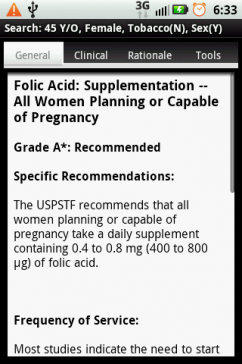 3G 6:33
Search: 45 Y/O, Female, Tobacco(N), Sex(Y)
General Clinical Rationale Tools
Folic Acid: Supplementation --
All Women Planning or Capable
of Pregnancy
Grade A*: Recommended
Specific Recommendations:
The USPSTF recommends that all
women planning or capable of
pregnancy take a daily supplement
containing 0.4 to 0.8 mg (400 to 800
µg) of folic acid.
Frequency of Service:
Most studies indicate the need to start